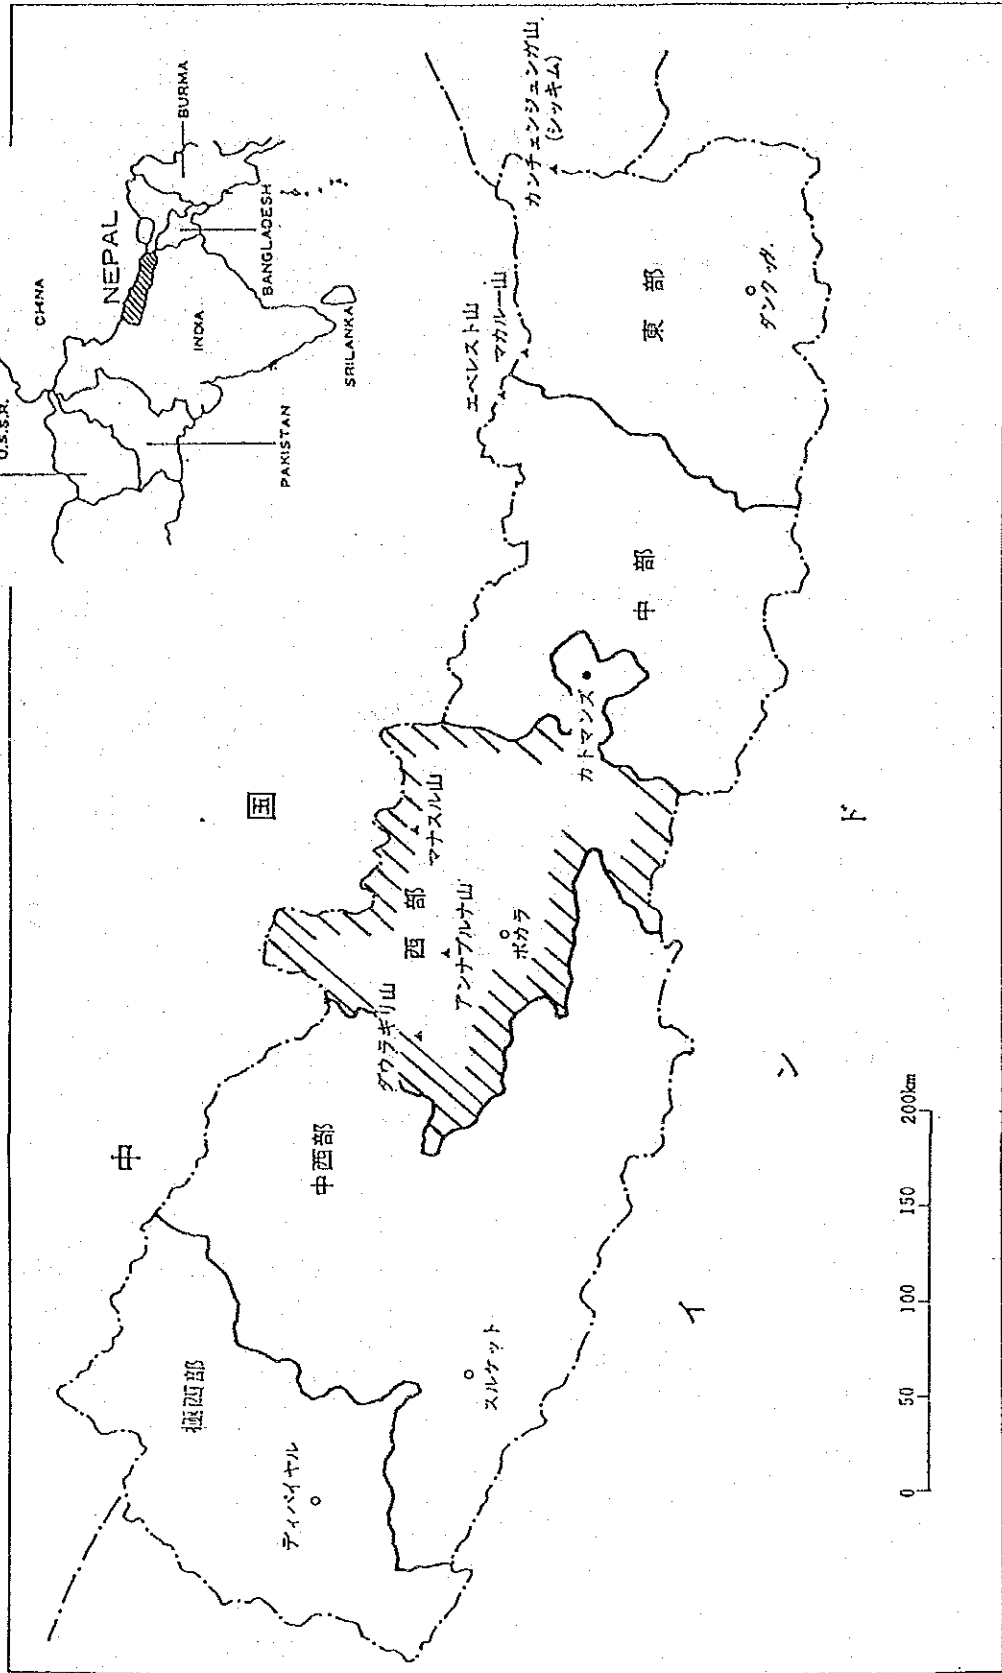 U.S.S.R.
CHINA
NEPAL
BURMA
INDIA
BANGLADESH
PAKISTAN
SRILANKA
中
国
極西部
ディパイヤル
中西部
スルケット
ダウラギリ山
西部
マナスル山
アンナプルナ山
ポカラ
カトマンズ
中部
エベレスト山
マカルー山
カンチェンジュンガ山
(シッキム)
東部
ダンクッタ
イ
ン
ド
0
50
100
150
200km